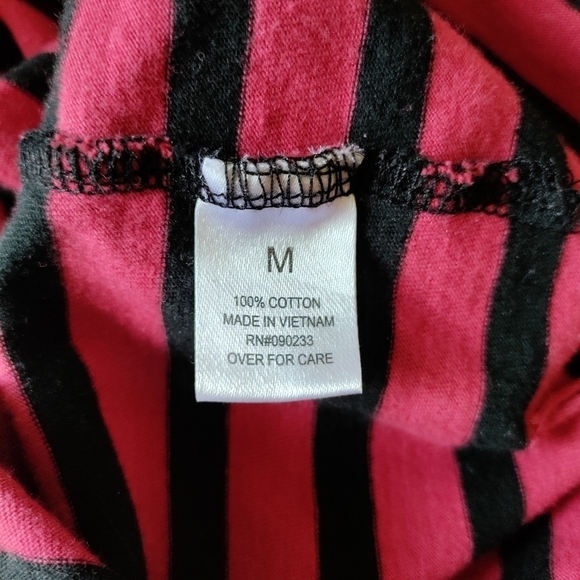 M
100% COTTON
MADE IN VIETNAM
RN#090233
OVER FOR CARE